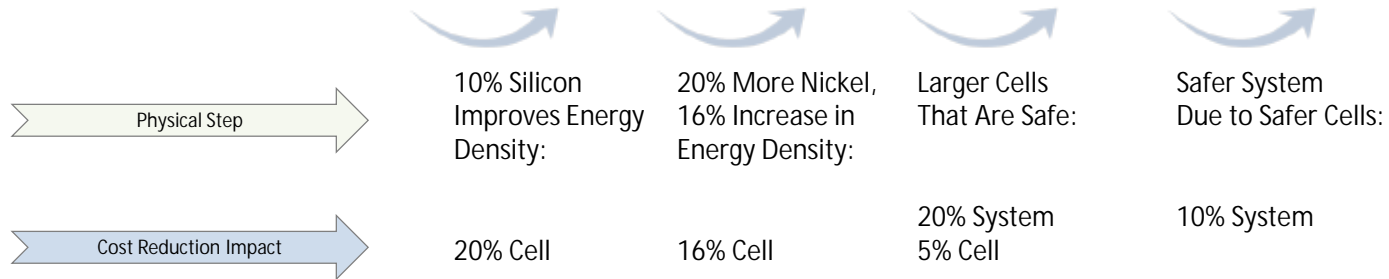 Physical Step
10% Silicon
Improves Energy
Density:
20% More Nickel,
16% Increase in
Energy Density:
Larger Cells
That Are Safe:
Safer System
Due to Safer Cells:
Cost Reduction Impact
20% Cell
16% Cell
20% System
5% Cell
10% System